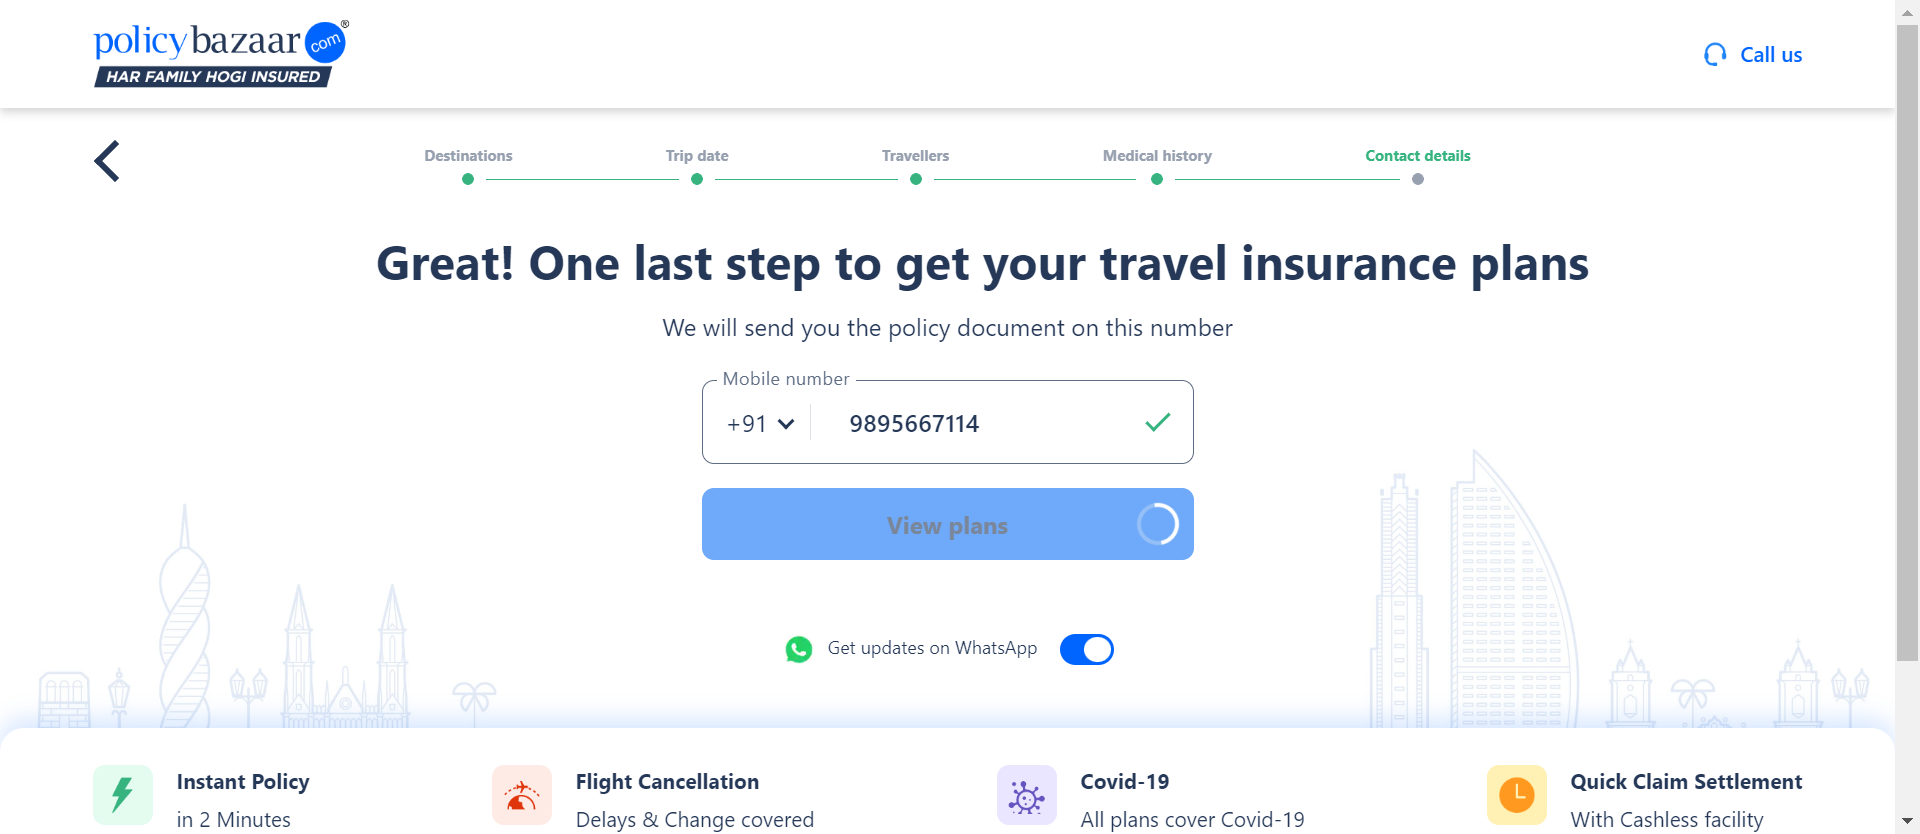 policybazaar com ®
HAR FAMILY HOGI INSURED
Call us
Destinations
Trip date
Travellers
Medical history
Contact details
Great! One last step to get your travel insurance plans
We will send you the policy document on this number
Mobile number
+91 9895667114
View plans
Get updates on WhatsApp
Instant Policy
in 2 Minutes
Flight Cancellation
Delays & Change covered
Covid-19
All plans cover Covid-19
Quick Claim Settlement
With Cashless facility